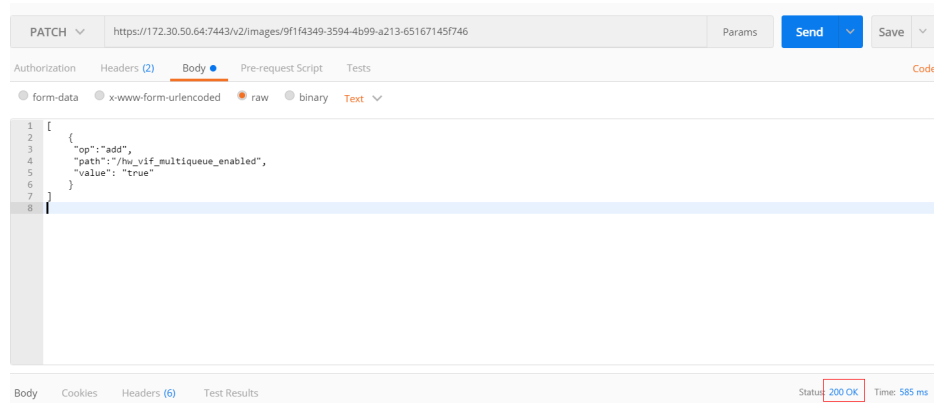 PATCH https://172.30.50.64:7443/v2/images/9f1f4349-3594-4b99-a213-65167145f746 Params Send Save
Authorization Headers (2) Body Pre-request Script Tests Code
form-data x-www-form-urlencoded raw binary Text
1 [
2 {
3 "op":"add",
4 "path":"/hw_vif_multiqueue_enabled",
5 "value": "true"
6 }
7 ]
8
Body Cookies Headers (6) Test Results Status: 200 OK Time: 585 ms